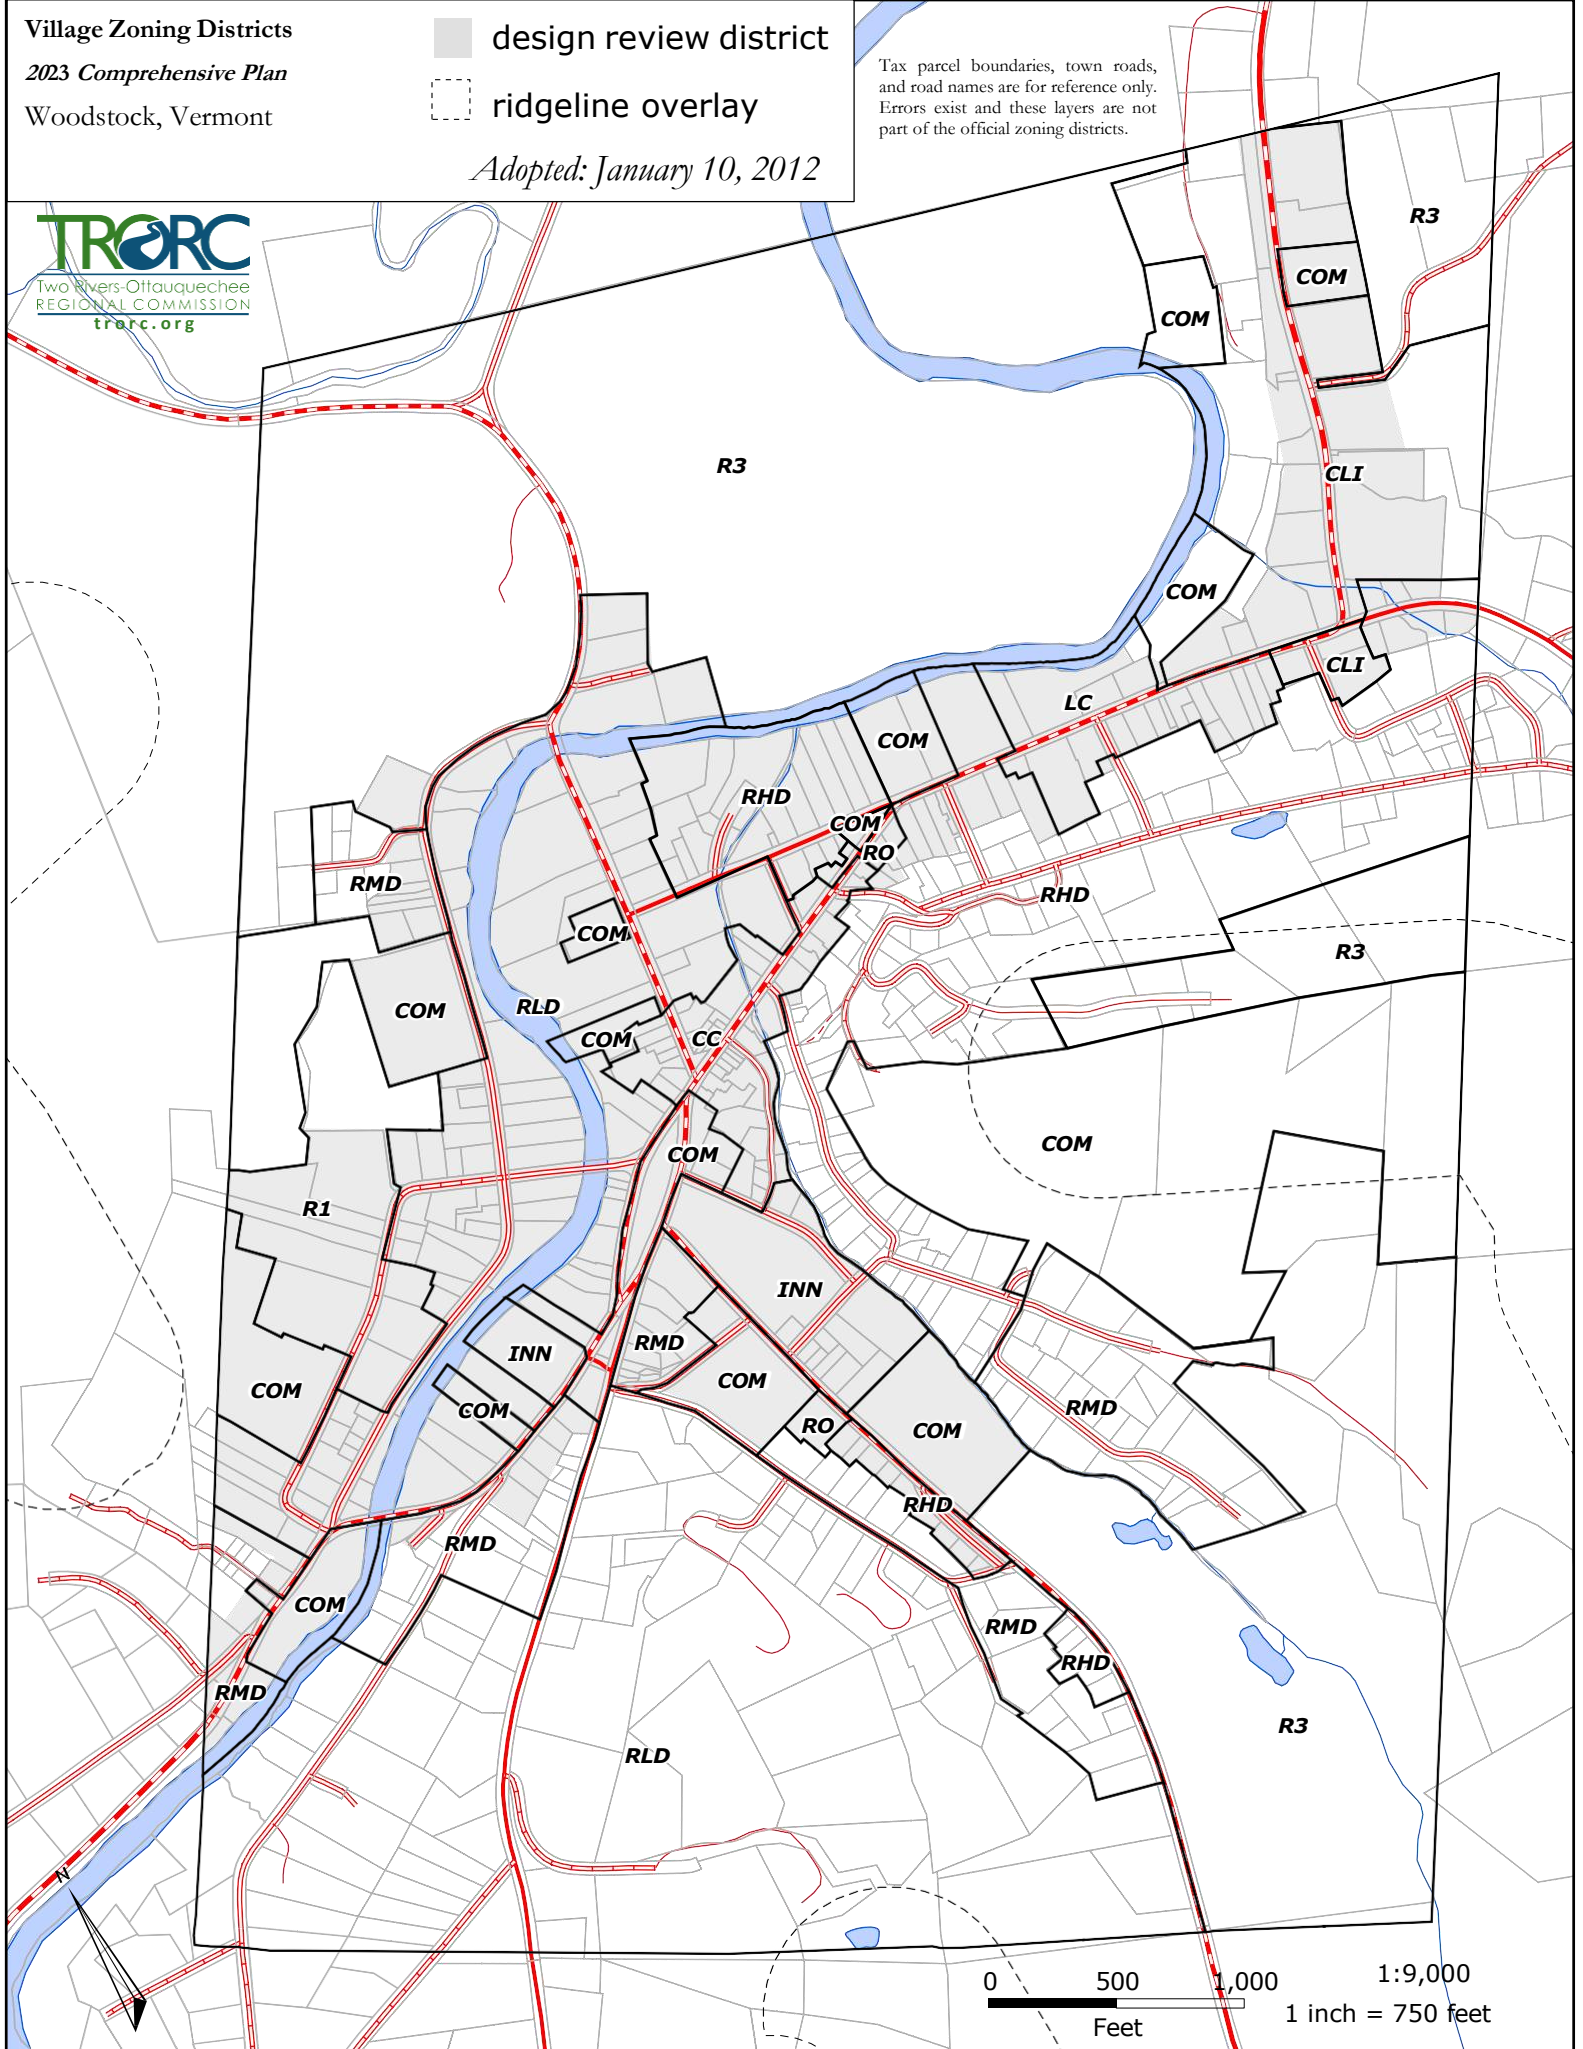 Village Zoning Districts
2023 Comprehensive Plan
Woodstock, Vermont
design review district
ridgeline overlay
Adopted: January 10, 2012
Tax parcel boundaries, town roads,
and road names are for reference only.
Errors exist and these layers are not
part of the official zoning districts.
TRORC
Two Rivers-Ottauquechee
REGIONAL COMMISSION
trorc.org
R3
COM
COM
R3
CLI
COM
CLI
LC
COM
RHD
COM
RO
RMD
RHD
COM
R3
COM
RLD
COM
CC
COM
COM
R1
INN
RMD
INN
COM
COM
COM
RMD
RO
COM
RHD
RMD
COM
RMD
RHD
RMD
R3
RLD
N
0 500 1,000
Feet
1:9,000
1 inch = 750 feet